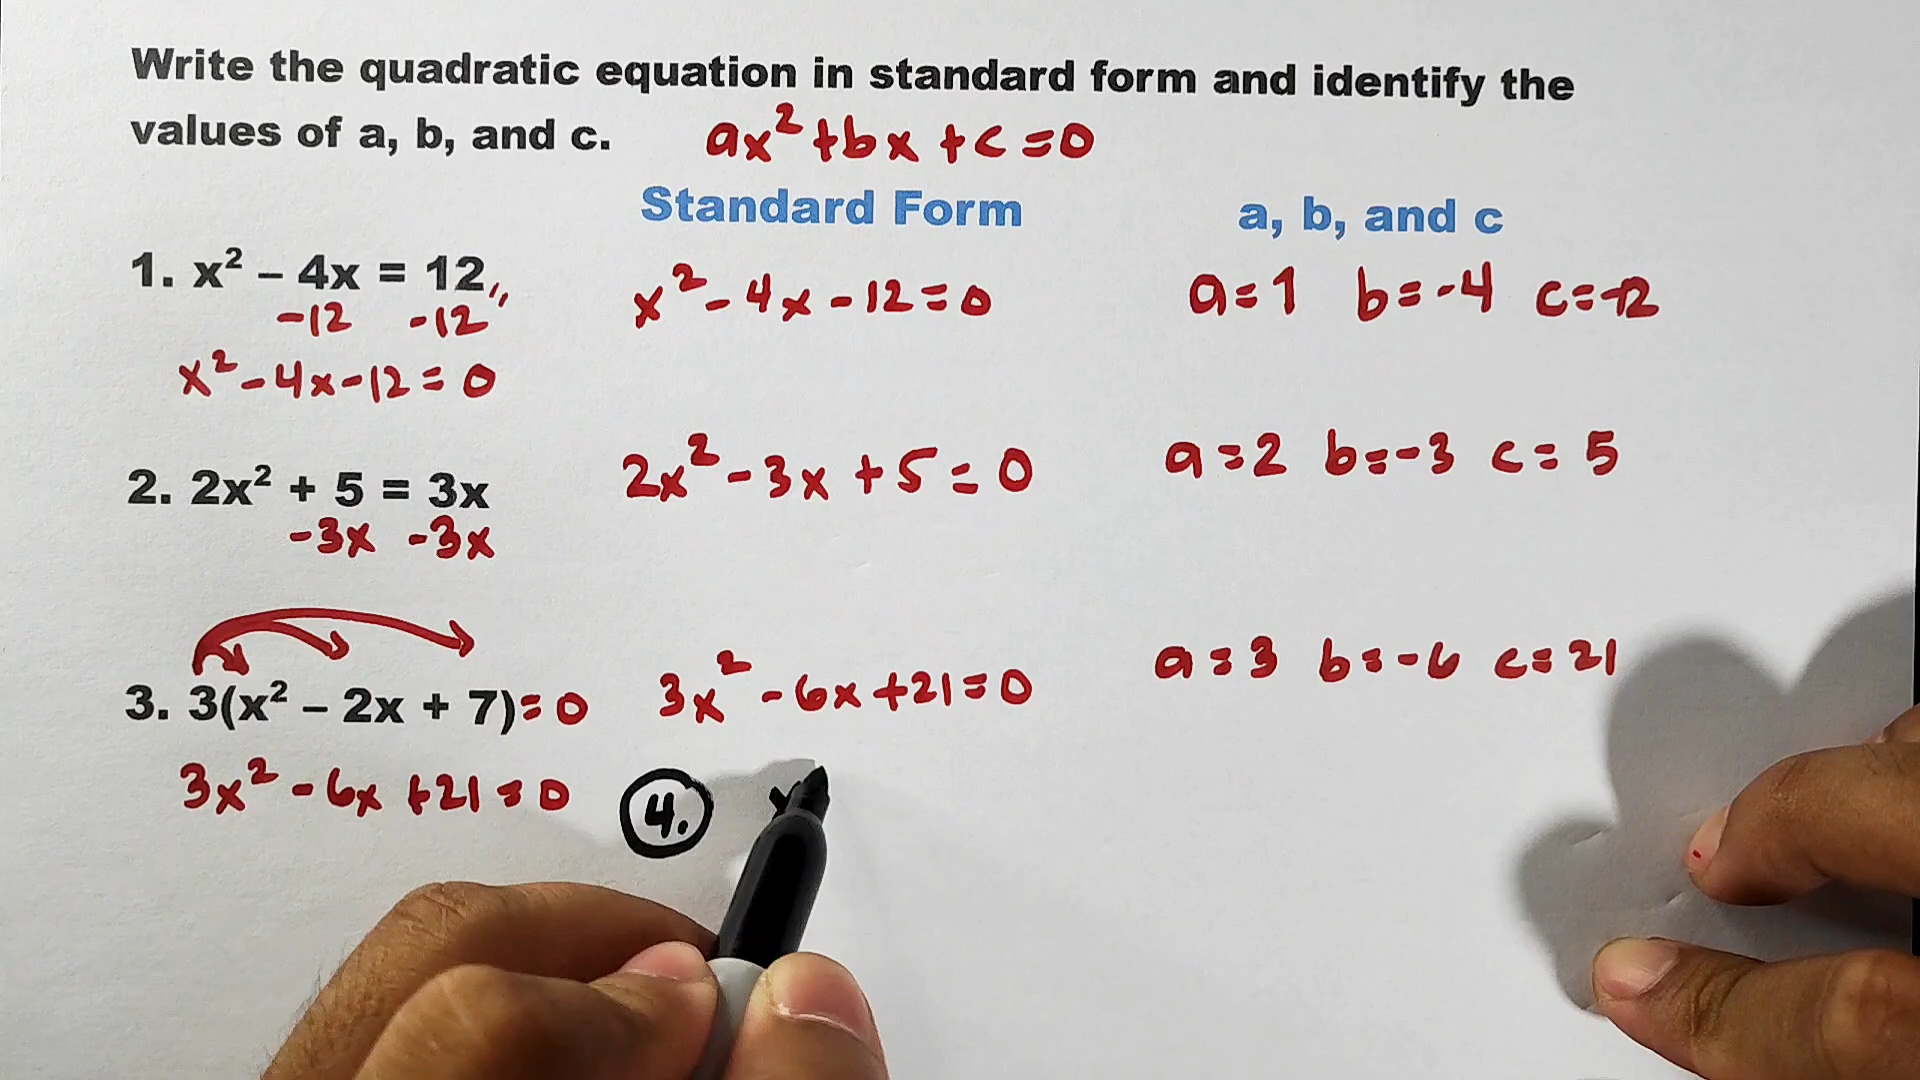 Write the quadratic equation in standard form and identify the
values of a, b, and c. ax² + bx + c = 0
Standard Form a, b, and c
1. x² – 4x = 12 x² - 4x - 12 = 0 a = 1 b = -4 c = -12
-12 -12
x² - 4x - 12 = 0
2. 2x² + 5 = 3x 2x² - 3x + 5 = 0 a = 2 b = -3 c = 5
-3x -3x
3. 3(x² – 2x + 7) = 0 3x² - 6x + 21 = 0 a = 3 b = -6 c = 21
3x² - 6x + 21 = 0 4.